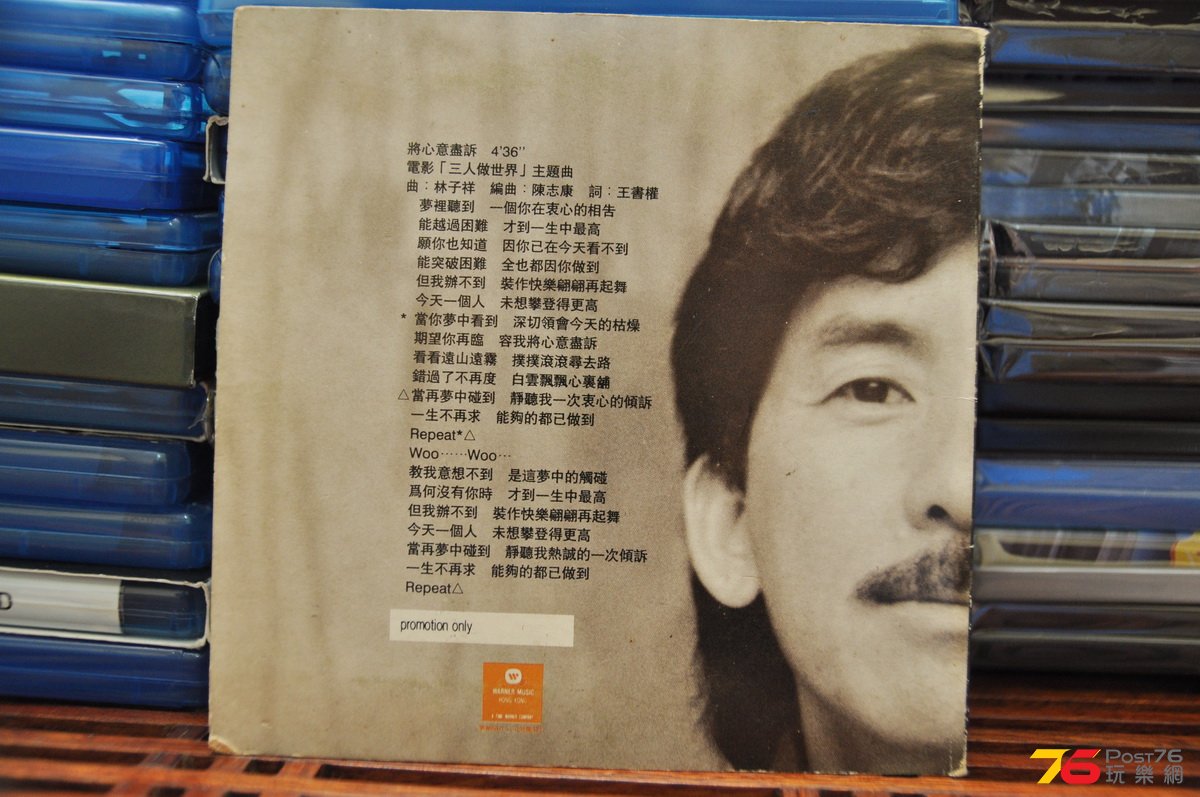 將心意盡訴 4'36''
電影「三人做世界」主題曲
曲：林子祥 編曲：陳志康 詞：王書權
夢裡聽到 一個你在衷心的相告
能越過困難 才到一生中最高
願你也知道 因你已在今天看不到
能突破困難 全也都因你做到
但我辦不到 裝作快樂翩翩再起舞
今天一個人 未想攀登得更高
* 當你夢中看到 深切領會今天的枯燥
期望你再臨 容我將心意盡訴
看看遠山遠霧 撲撲滾滾尋去路
錯過了不再度 白雲飄飄心裏舖
△當再夢中碰到 靜聽我一次衷心的傾訴
一生不再求 能夠的都已做到
Repeat*△
Woo……Woo…
教我意想不到 是這夢中的觸碰
爲何沒有你時 才到一生中最高
但我辦不到 裝作快樂翩翩再起舞
今天一個人 未想攀登得更高
當再夢中碰到 靜聽我熱誠的一次傾訴
一生不再求 能夠的都已做到
Repeat△
promotion only
WARNER MUSIC
HONG KONG
A TIME WARNER COMPANY
D
76 POST76
玩樂網